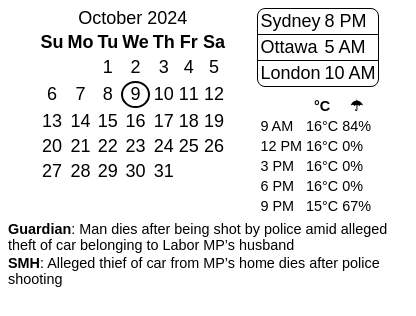 October 2024
Su Mo Tu We Th Fr Sa
1 2 3 4 5
6 7 8 9 10 11 12
13 14 15 16 17 18 19
20 21 22 23 24 25 26
27 28 29 30 31
Sydney 8 PM
Ottawa 5 AM
London 10 AM
°C ☂
9 AM 16°C 84%
12 PM 16°C 0%
3 PM 16°C 0%
6 PM 16°C 0%
9 PM 15°C 67%
Guardian: Man dies after being shot by police amid alleged
theft of car belonging to Labor MP's husband
SMH: Alleged thief of car from MP's home dies after police
shooting